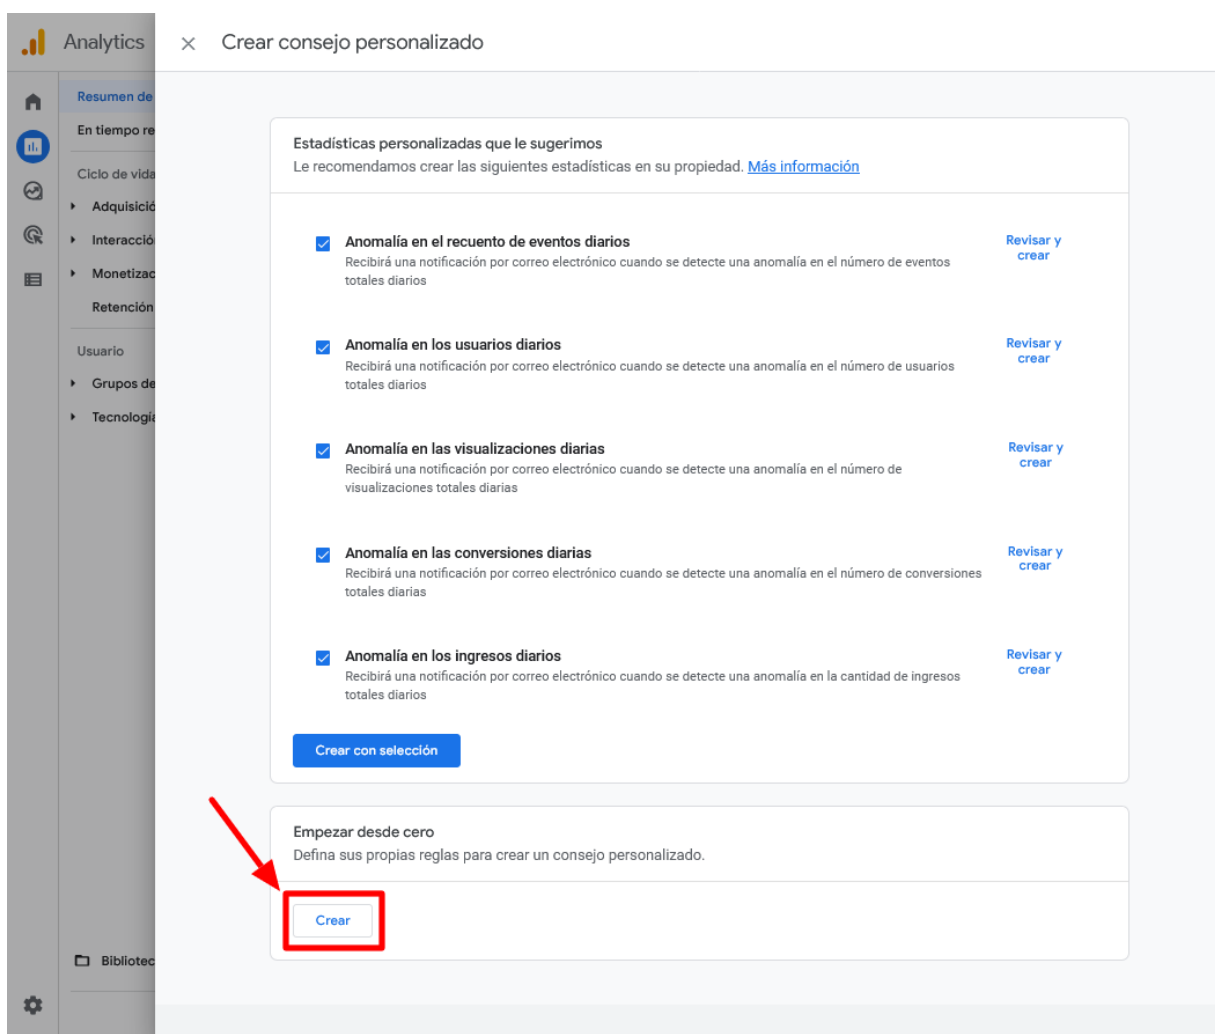 Analytics
Crear consejo personalizado
Resumen de
En tiempo re
Ciclo de vida
Adquisició
Interacció
Monetizac
Retención
Usuario
Grupos de
Tecnología
Bibliotec
Estadísticas personalizadas que le sugerimos
Le recomendamos crear las siguientes estadísticas en su propiedad. Más información
Anomalía en el recuento de eventos diarios
Recibirá una notificación por correo electrónico cuando se detecte una anomalía en el número de eventos
totales diarios
Revisar y
crear
Anomalía en los usuarios diarios
Recibirá una notificación por correo electrónico cuando se detecte una anomalía en el número de usuarios
totales diarios
Revisar y
crear
Anomalía en las visualizaciones diarias
Recibirá una notificación por correo electrónico cuando se detecte una anomalía en el número de
visualizaciones totales diarias
Revisar y
crear
Anomalía en las conversiones diarias
Recibirá una notificación por correo electrónico cuando se detecte una anomalía en el número de conversiones
totales diarias
Revisar y
crear
Anomalía en los ingresos diarios
Recibirá una notificación por correo electrónico cuando se detecte una anomalía en la cantidad de ingresos
totales diarios
Revisar y
crear
Crear con selección
Empezar desde cero
Defina sus propias reglas para crear un consejo personalizado.
Crear